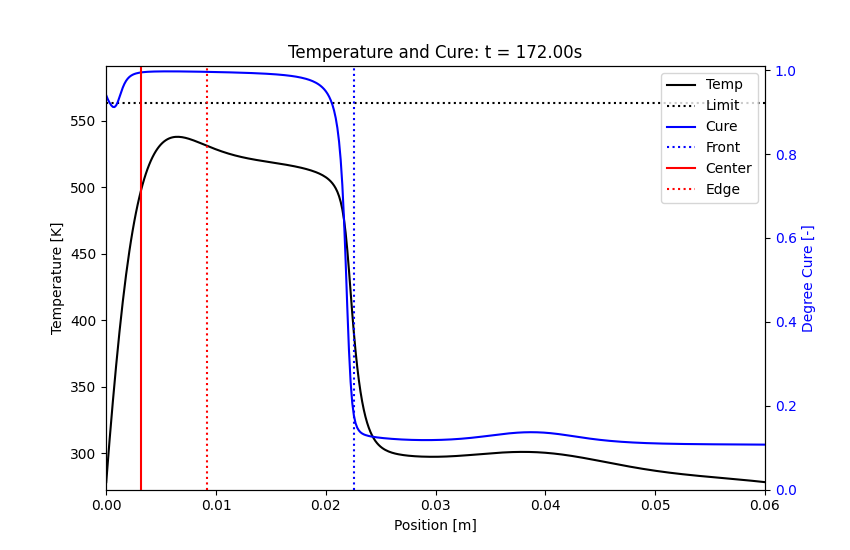 Temperature and Cure: t = 172.00s
Temperature [K]
550
500
450
400
350
300
Temp
Limit
Cure
Front
Center
Edge
1.0
0.8
0.6
0.4
0.2
0.0
Degree Cure [-]
0.00 0.01 0.02 0.03 0.04 0.05 0.06
Position [m]